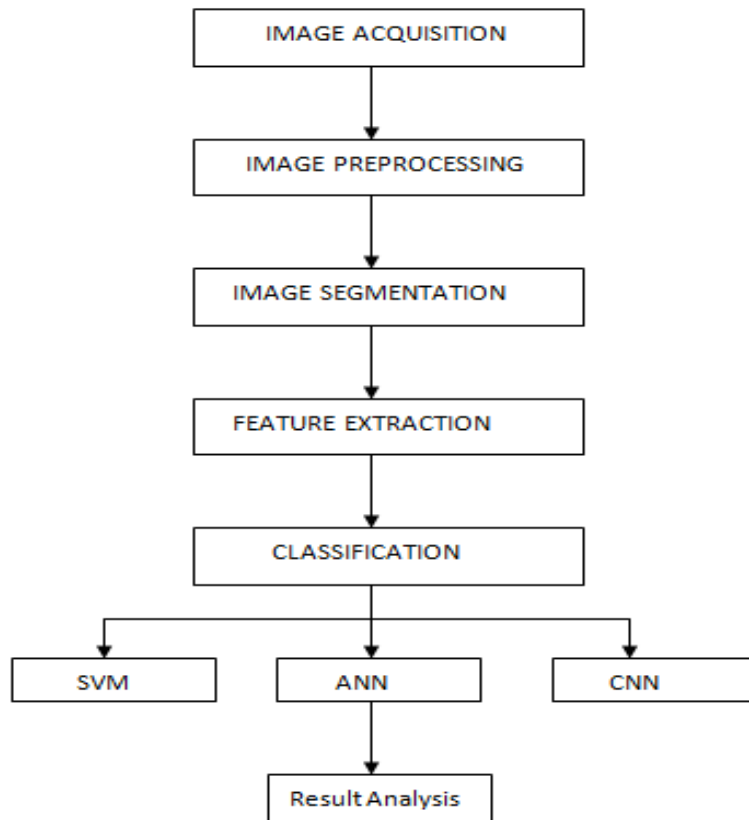 IMAGE ACQUISITION
IMAGE PREPROCESSING
IMAGE SEGMENTATION
FEATURE EXTRACTION
CLASSIFICATION
SVM
ANN
CNN
Result Analysis